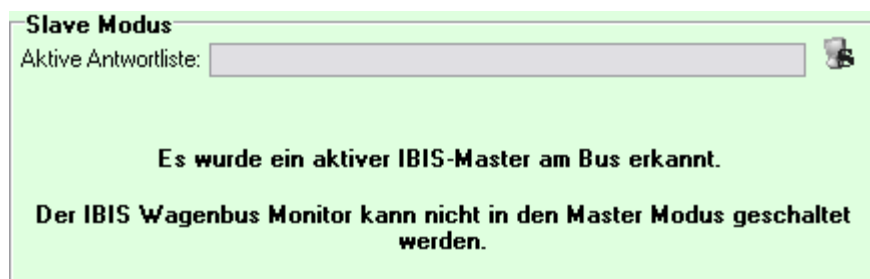 Slave Modus
Aktive Antwortliste:
Es wurde ein aktiver IBIS-Master am Bus erkannt.
Der IBIS Wagenbus Monitor kann nicht in den Master Modus geschaltet
werden.